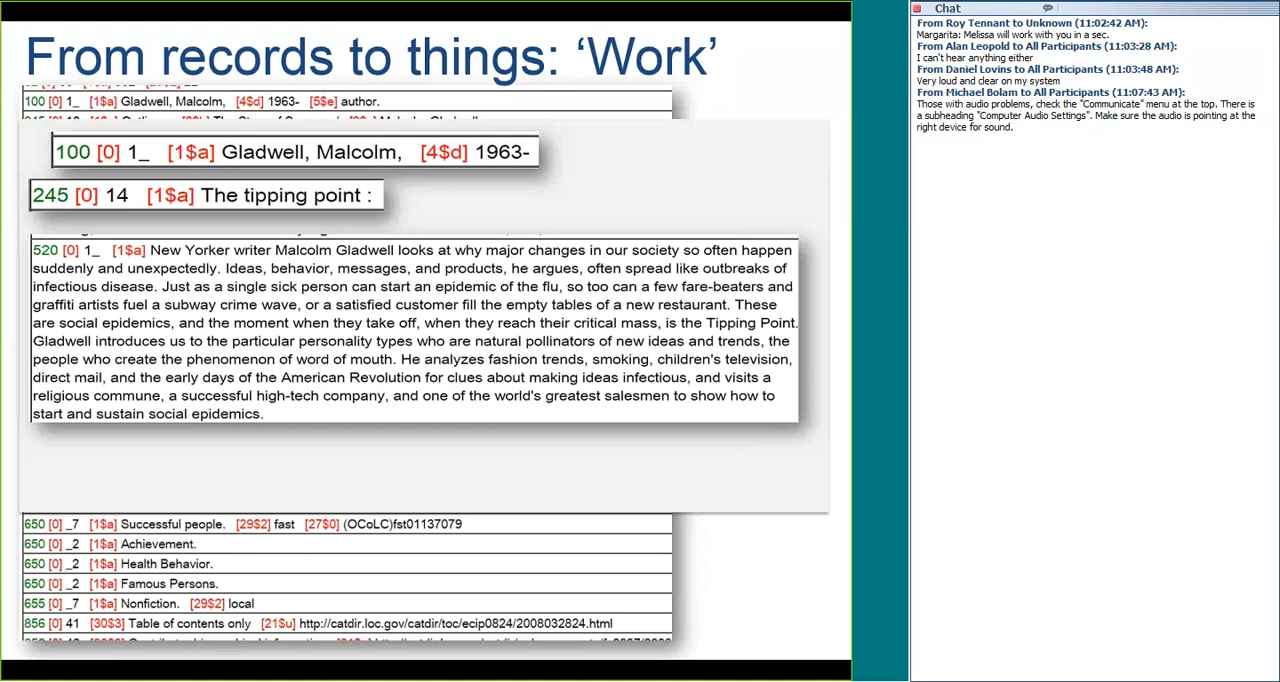 From records to things: ‘Work’
100 [0] 1_ [1$a] Gladwell, Malcolm, [4$d] 1963- [5$e] author.
100 [0] 1_ [1$a] Gladwell, Malcolm, [4$d] 1963-
245 [0] 14 [1$a] The tipping point :
520 [0] 1_ [1$a] New Yorker writer Malcolm Gladwell looks at why major changes in our society so often happen
suddenly and unexpectedly. Ideas, behavior, messages, and products, he argues, often spread like outbreaks of
infectious disease. Just as a single sick person can start an epidemic of the flu, so too can a few fare-beaters and
graffiti artists fuel a subway crime wave, or a satisfied customer fill the empty tables of a new restaurant. These
are social epidemics, and the moment when they take off, when they reach their critical mass, is the Tipping Point.
Gladwell introduces us to the particular personality types who are natural pollinators of new ideas and trends, the
people who create the phenomenon of word of mouth. He analyzes fashion trends, smoking, children's television,
direct mail, and the early days of the American Revolution for clues about making ideas infectious, and visits a
religious commune, a successful high-tech company, and one of the world's greatest salesmen to show how to
start and sustain social epidemics.
650 [0] _7 [1$a] Successful people. [29$2] fast [27$0] (OCoLC)fst01137079
650 [0] _2 [1$a] Achievement.
650 [0] _2 [1$a] Health Behavior.
650 [0] _2 [1$a] Famous Persons.
655 [0] _7 [1$a] Nonfiction. [29$2] local
856 [0] 41 [30$3] Table of contents only [21$u] http://catdir.loc.gov/catdir/toc/ecip0824/2008032824.html
Chat
From Roy Tennant to Unknown (11:02:42 AM):
Margarita: Melissa will work with you in a sec.
From Alan Leopold to All Participants (11:03:28 AM):
I can't hear anything either
From Daniel Lovins to All Participants (11:03:48 AM):
Very loud and clear on my system
From Michael Bolam to All Participants (11:07:43 AM):
Those with audio problems, check the "Communicate" menu at the top. There is
a subheading "Computer Audio Settings". Make sure the audio is pointing at the
right device for sound.